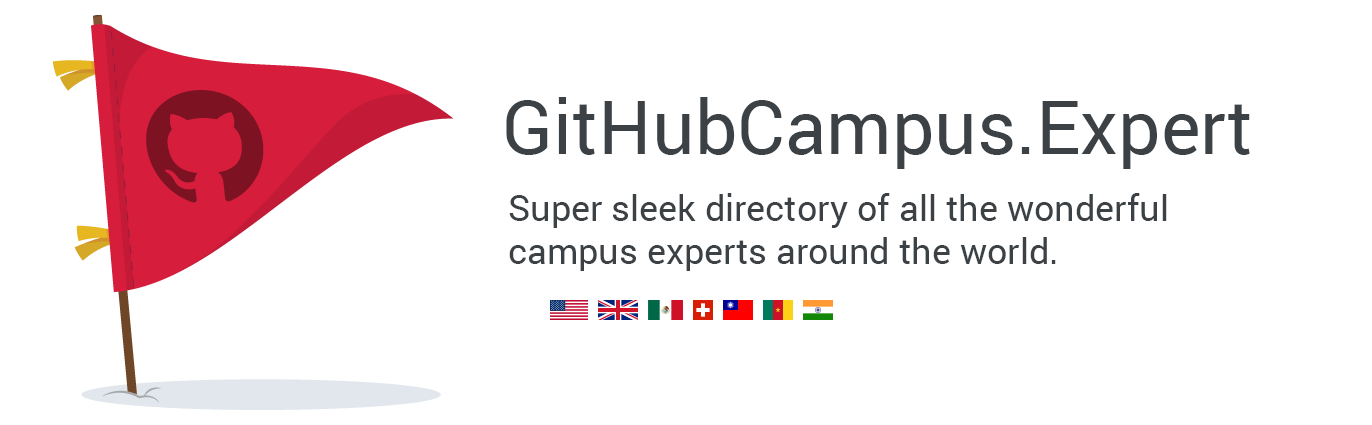 GitHubCampus.Expert
Super sleek directory of all the wonderful
campus experts around the world.